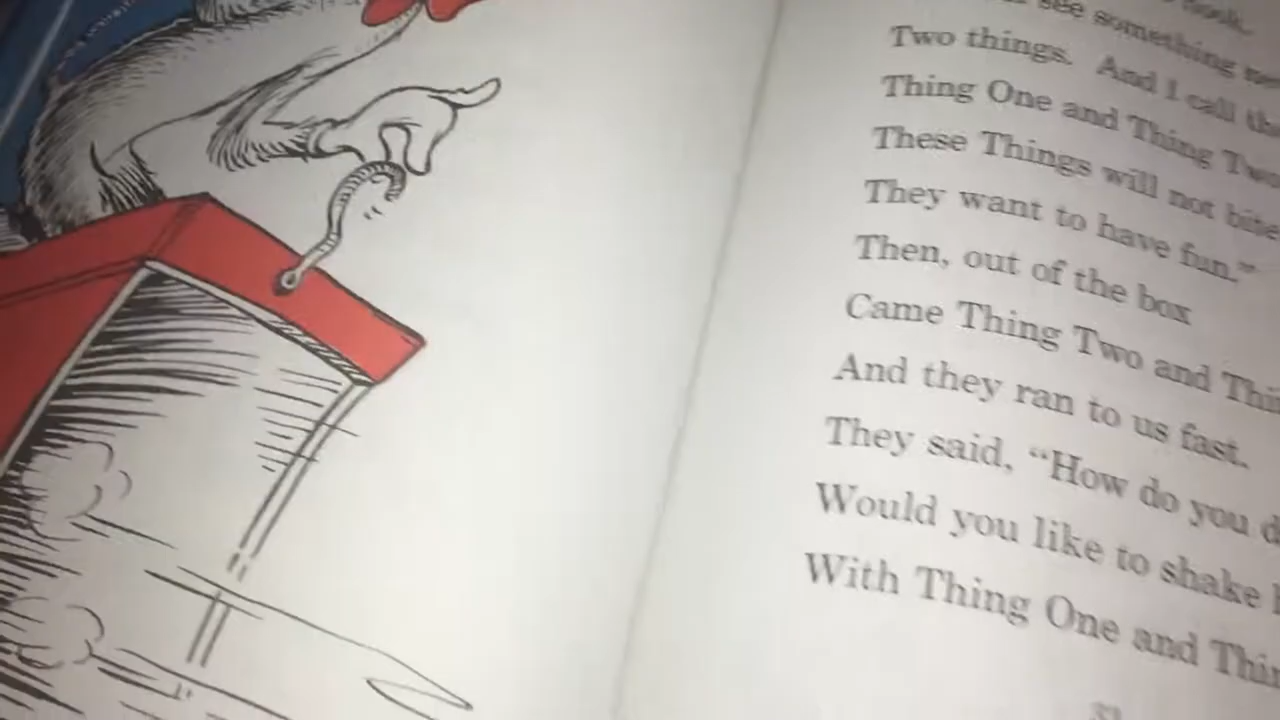 see something
Two things. And I call
Thing One and Thing Two
These Things will not bite
They want to have fun."
Then, out of the box
Came Thing Two and
And they ran to us fast.
They said, "How do you
Would you like to shake
With Thing One and